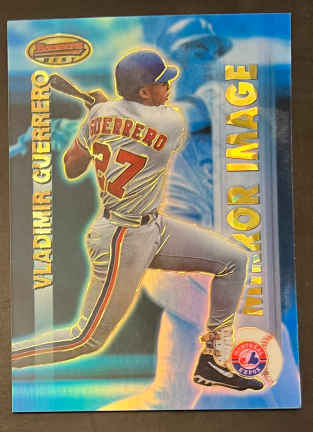 Bowman's
BEST
VLADIMIR GUERRERO
GUERRERO
27
MIRROR IMAGE
EXPOS